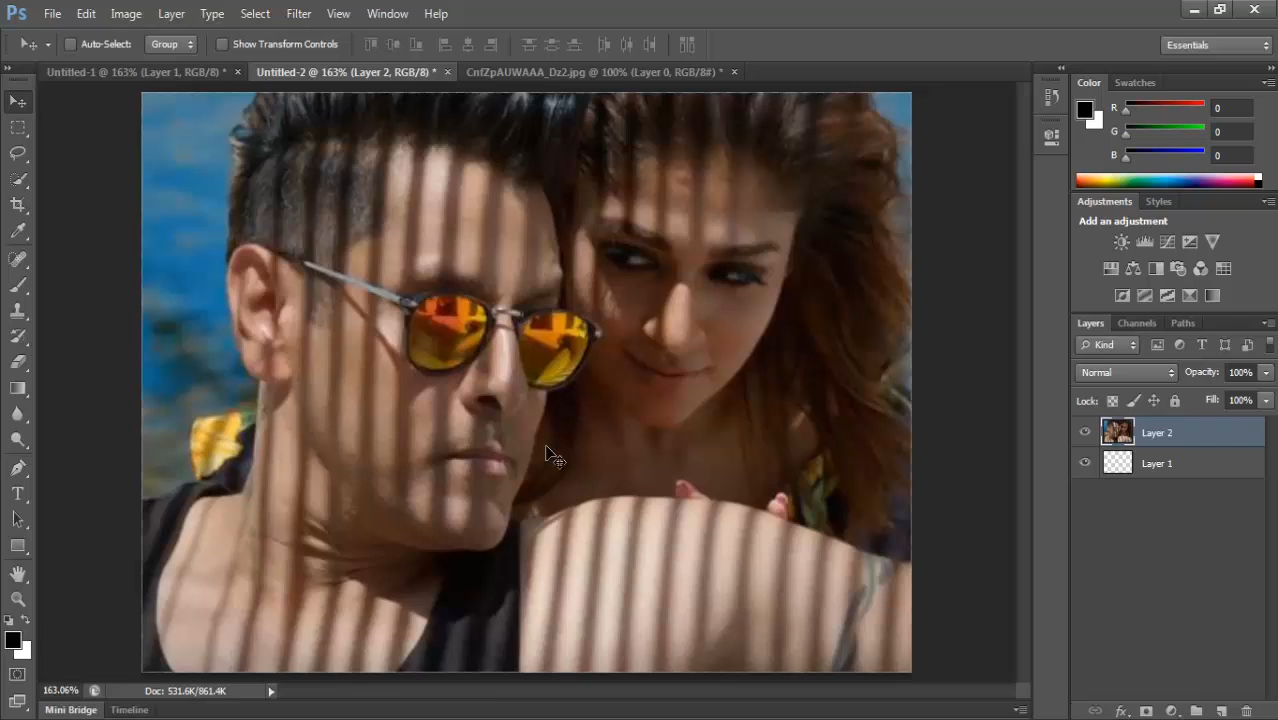 Ps File Edit Image Layer Type Select Filter View Window Help
Auto-Select: Group Show Transform Controls Essentials
Untitled-1 @ 163% (Layer 1, RGB/8) * × Untitled-2 @ 163% (Layer 2, RGB/8) * × CnfZpAUWAAA_Dz2.jpg @ 100% (Layer 0, RGB/8#) * ×
Color Swatches
R 0
G 0
B 0
Adjustments Styles
Add an adjustment
Layers Channels Paths
Kind
Normal Opacity: 100%
Lock: Fill: 100%
Layer 2
Layer 1
163.06% Doc: 531.6K/861.4K
Mini Bridge Timeline